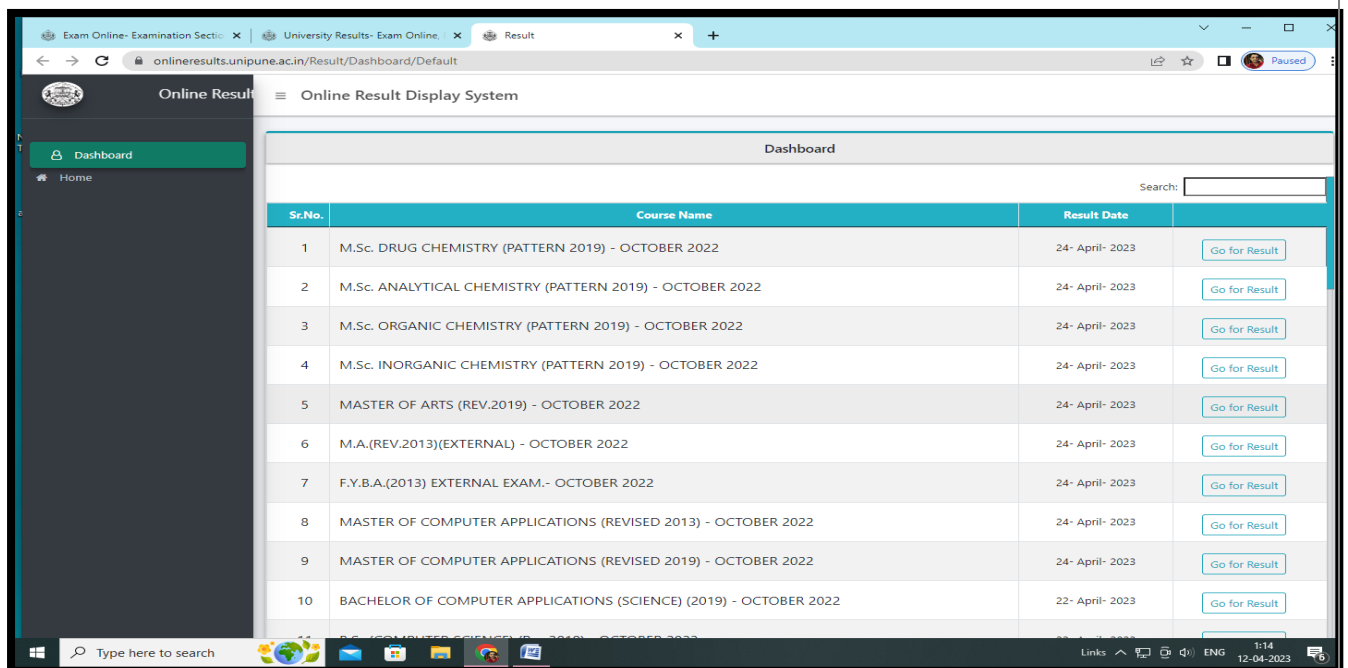 Exam Online- Examination Sectio
University Results- Exam Online,
Result
onlineresults.unipune.ac.in/Result/Dashboard/Default
Paused
Online Result
Online Result Display System
Dashboard
Home
Dashboard
Search:
Sr.No. Course Name Result Date
1 M.Sc. DRUG CHEMISTRY (PATTERN 2019) - OCTOBER 2022 24- April- 2023 Go for Result
2 M.Sc. ANALYTICAL CHEMISTRY (PATTERN 2019) - OCTOBER 2022 24- April- 2023 Go for Result
3 M.Sc. ORGANIC CHEMISTRY (PATTERN 2019) - OCTOBER 2022 24- April- 2023 Go for Result
4 M.Sc. INORGANIC CHEMISTRY (PATTERN 2019) - OCTOBER 2022 24- April- 2023 Go for Result
5 MASTER OF ARTS (REV.2019) - OCTOBER 2022 24- April- 2023 Go for Result
6 M.A.(REV.2013)(EXTERNAL) - OCTOBER 2022 24- April- 2023 Go for Result
7 F.Y.B.A.(2013) EXTERNAL EXAM.- OCTOBER 2022 24- April- 2023 Go for Result
8 MASTER OF COMPUTER APPLICATIONS (REVISED 2013) - OCTOBER 2022 24- April- 2023 Go for Result
9 MASTER OF COMPUTER APPLICATIONS (REVISED 2019) - OCTOBER 2022 24- April- 2023 Go for Result
10 BACHELOR OF COMPUTER APPLICATIONS (SCIENCE) (2019) - OCTOBER 2022 22- April- 2023 Go for Result
Type here to search
Links
ENG
1:14
12-04-2023
6